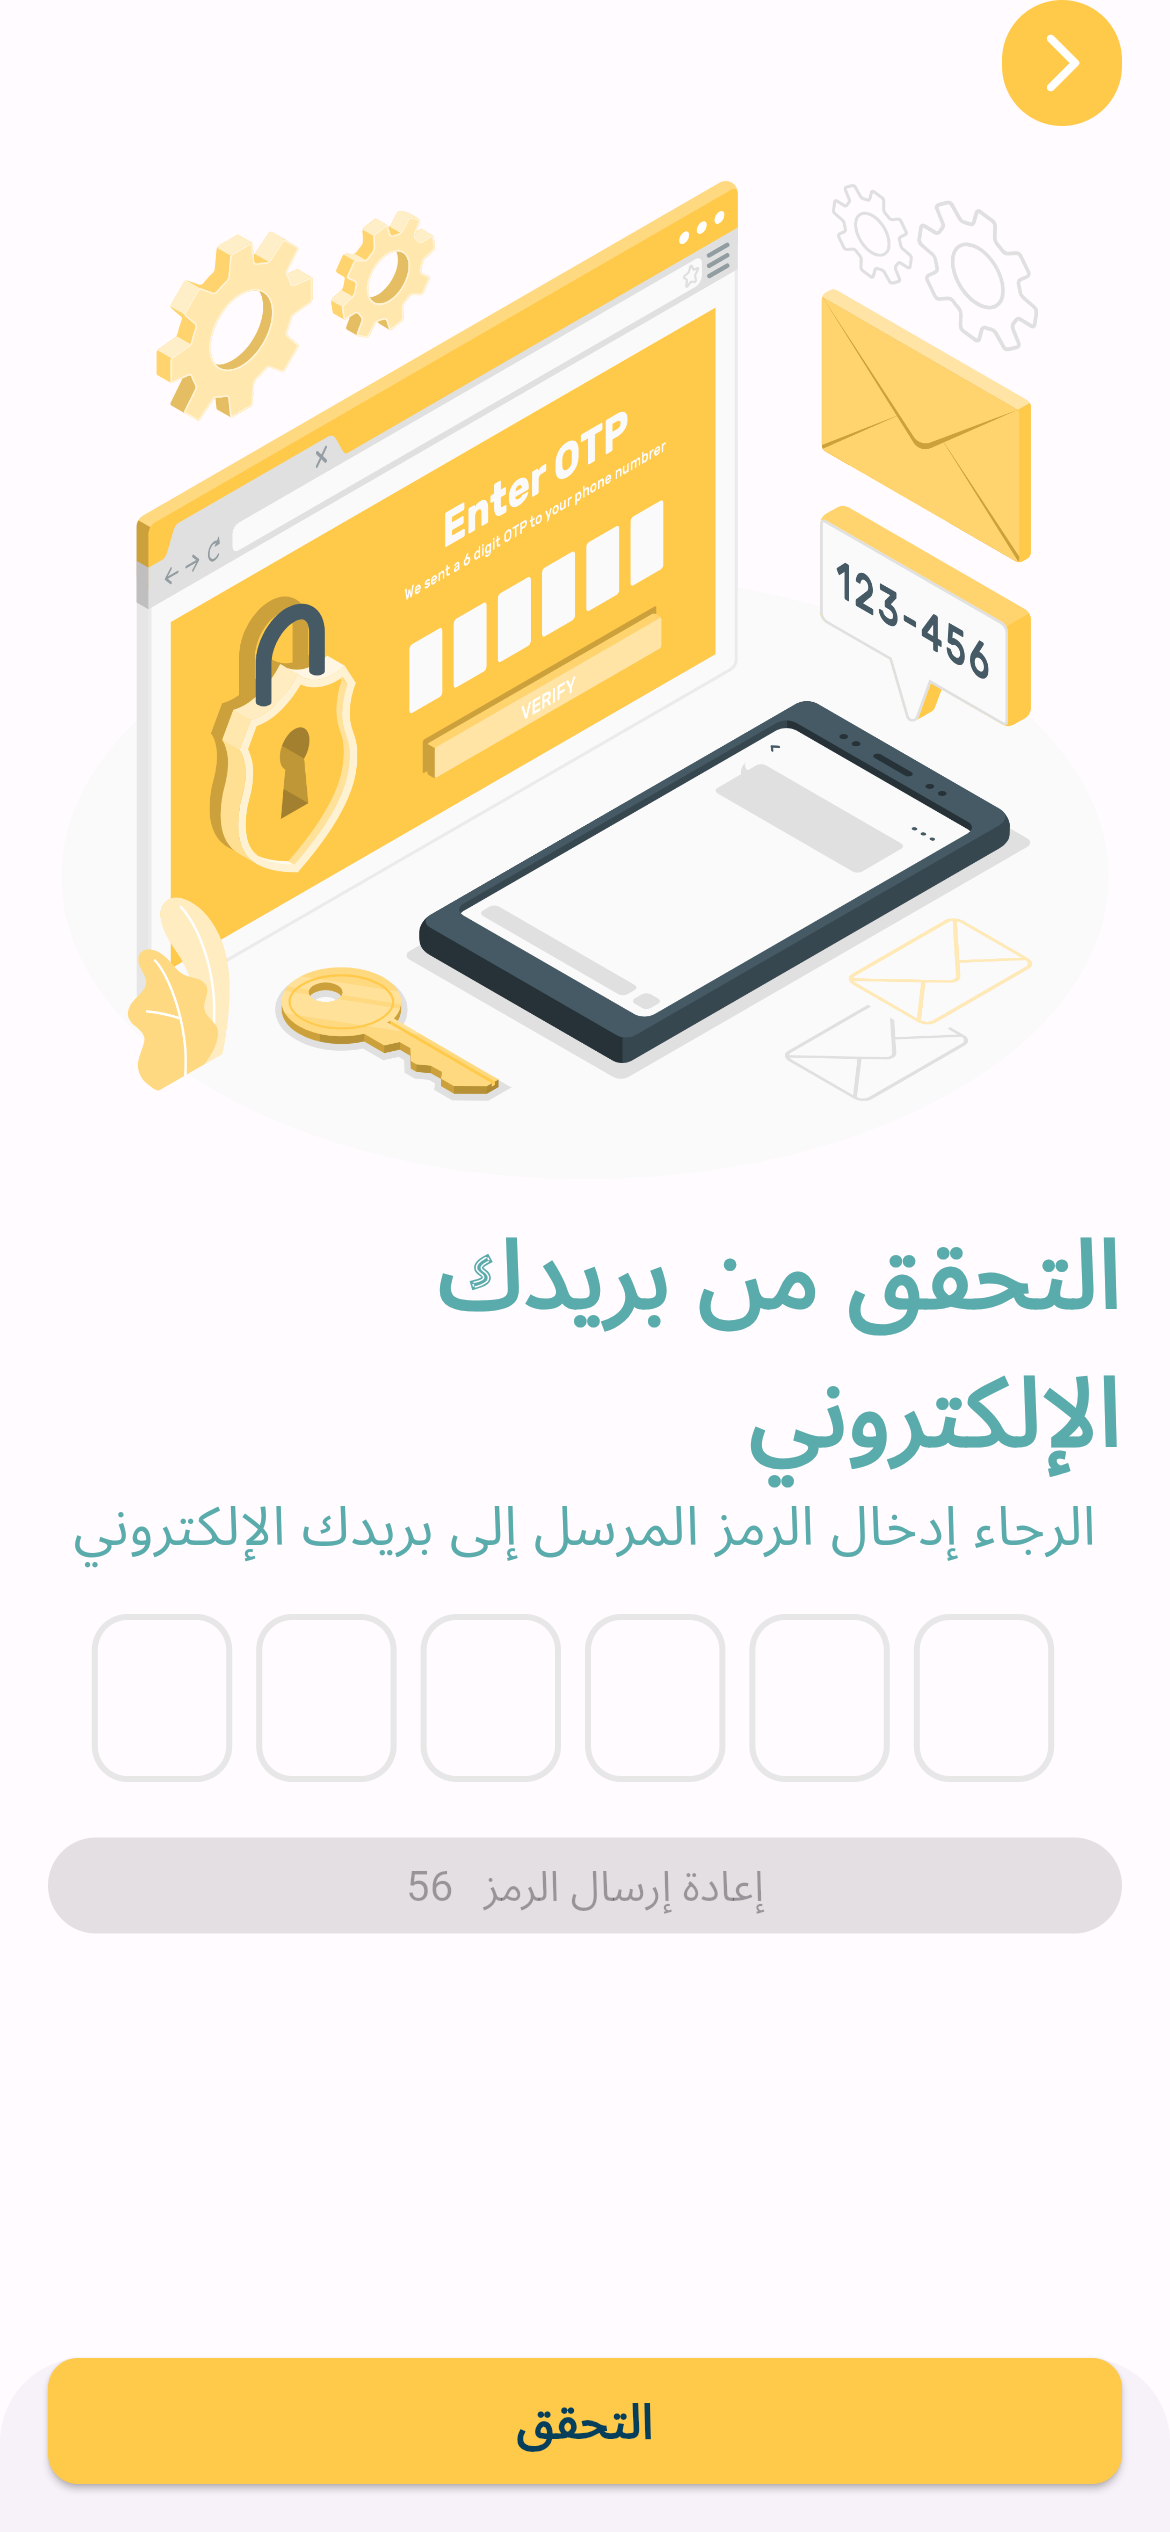 Enter OTP
We sent a 6 digit OTP to your phone numbrer
VERIFY
123-456
التحقق من بريدك
الإلكتروني
الرجاء إدخال الرمز المرسل إلى بريدك الإلكتروني
إعادة إرسال الرمز 56
التحقق